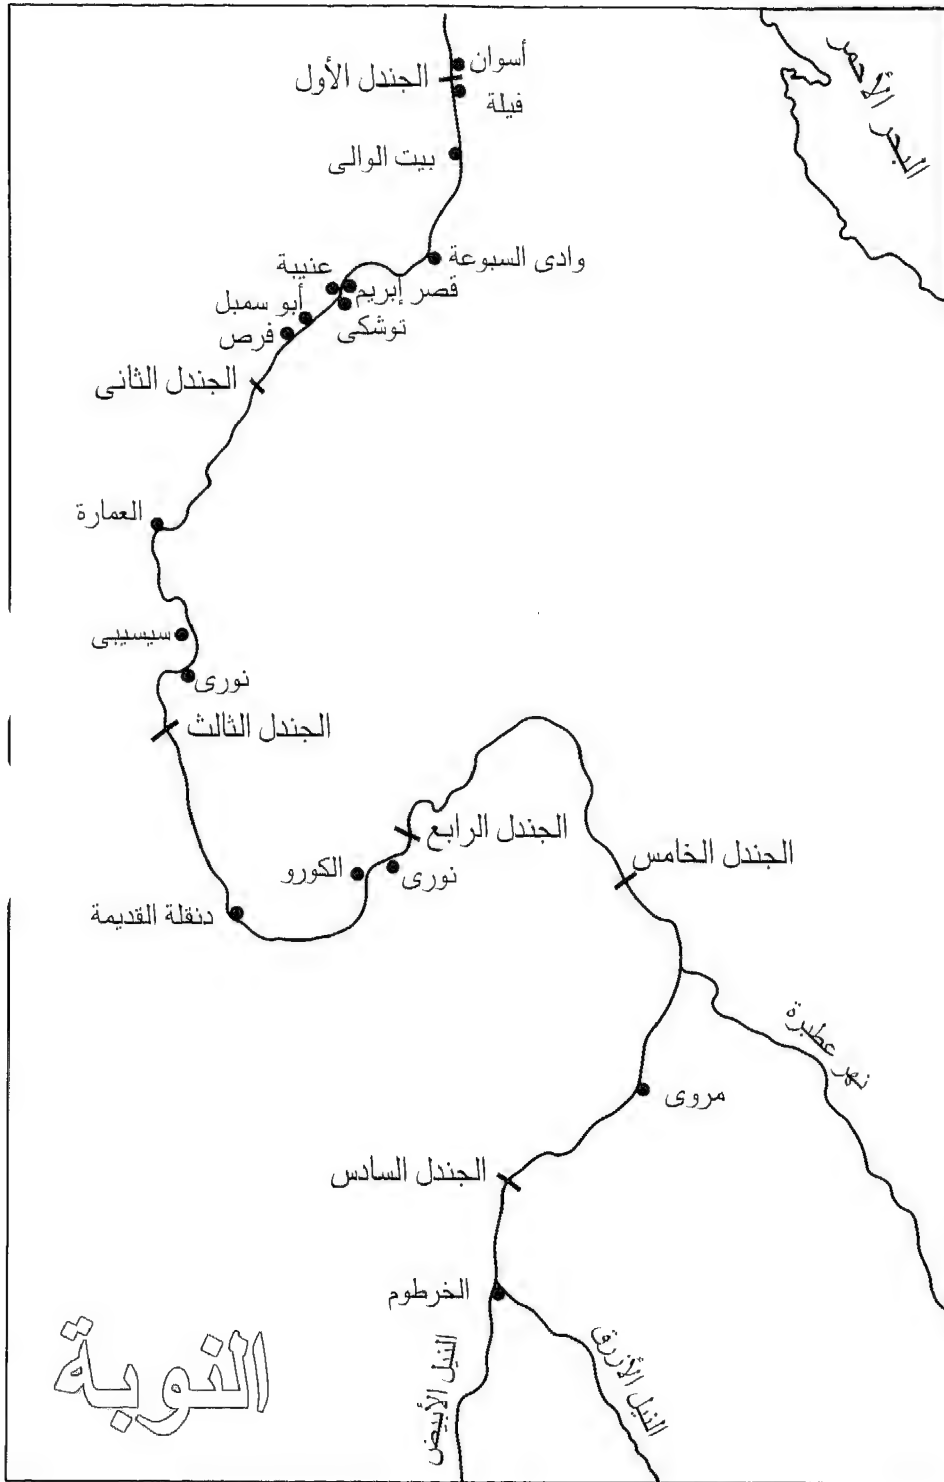 أسوان
الجندل الأول
فيلة
البحر الأحمر
بيت الوالى
وادى السبوعة
عنيبة
قصر إبريم
أبو سمبل
توشكى
فرص
الجندل الثانى
العمارة
سيسيبى
نورى
الجندل الثالث
الجندل الرابع
الجندل الخامس
الكورو
نورى
دنقلة القديمة
نهر عطبرة
مروى
الجندل السادس
الخرطوم
النيل الأبيض
النيل الأزرق
النوبة